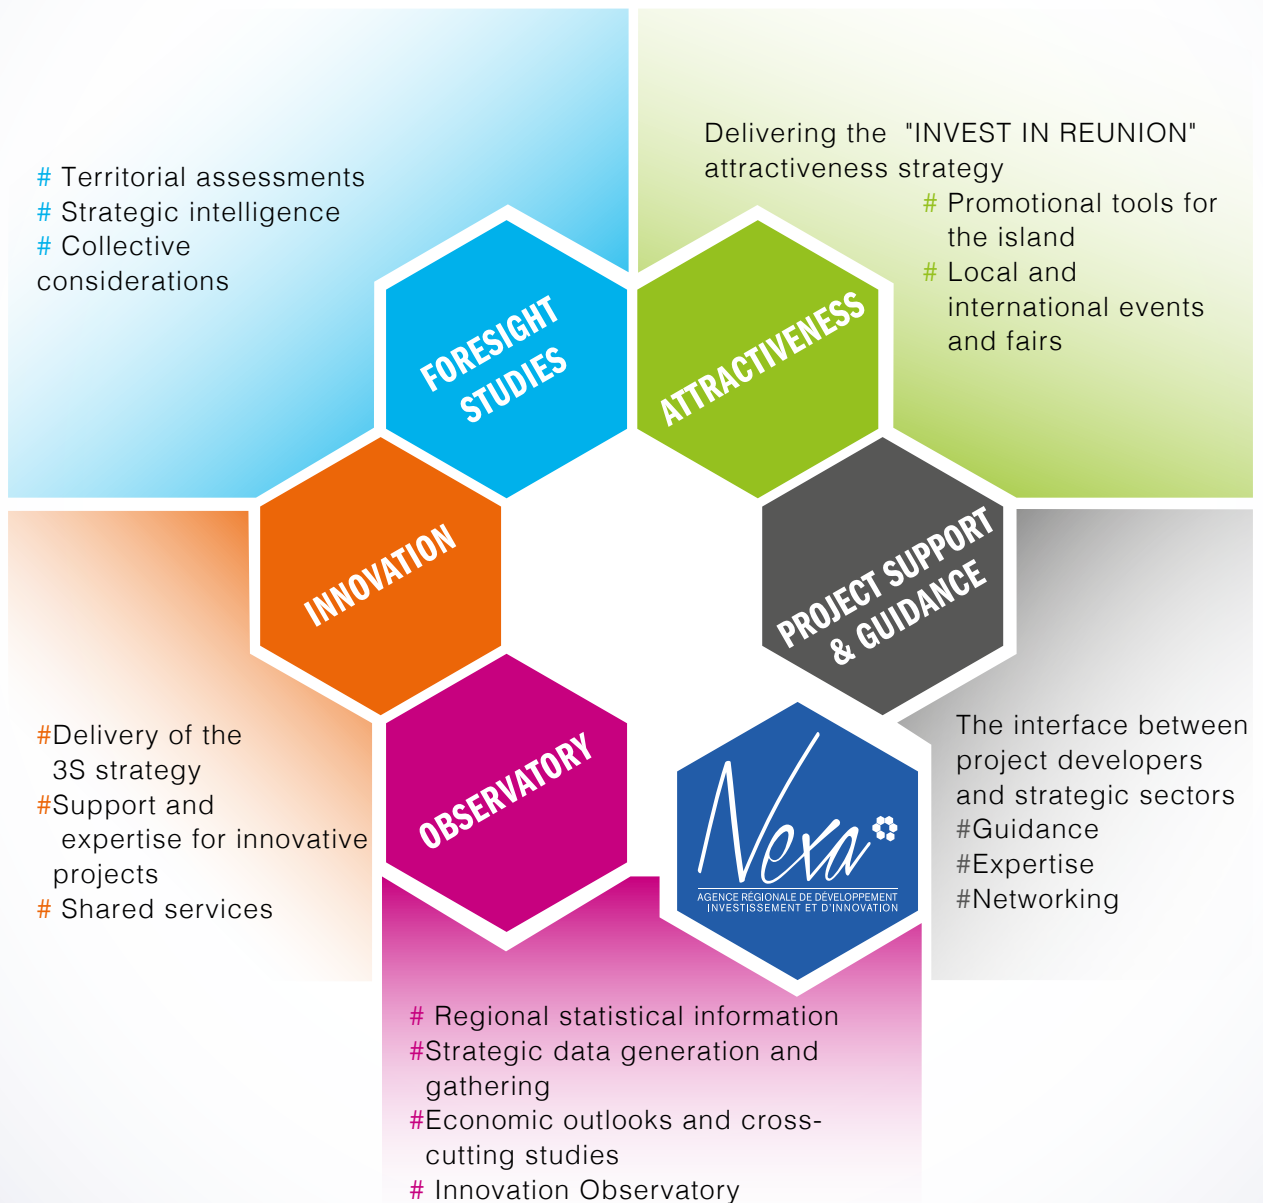 # Territorial assessments
# Strategic intelligence
# Collective
considerations
Delivering the "INVEST IN REUNION"
attractiveness strategy
# Promotional tools for
the island
# Local and
international events
and fairs
FORESIGHT
STUDIES
ATTRACTIVENESS
INNOVATION
PROJECT SUPPORT
& GUIDANCE
OBSERVATORY
Nexa
AGENCE RÉGIONALE DE DÉVELOPPEMENT
INVESTISSEMENT ET D'INNOVATION
#Delivery of the
3S strategy
#Support and
expertise for innovative
projects
# Shared services
The interface between
project developers
and strategic sectors
#Guidance
#Expertise
#Networking
# Regional statistical information
#Strategic data generation and
gathering
#Economic outlooks and cross-
cutting studies
# Innovation Observatory